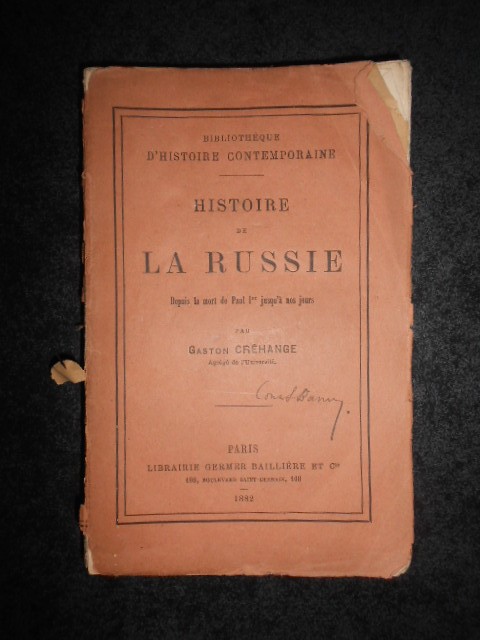 BIBLIOTHÈQUE
D'HISTOIRE CONTEMPORAINE
HISTOIRE
DE
LA RUSSIE
Depuis la mort de Paul Ier jusqu'à nos jours
PAR
GASTON CRÉHANGE
Agrégé de l'Université.
PARIS
LIBRAIRIE GERMER BAILLIÈRE ET Cie
108, BOULEVARD SAINT-GERMAIN, 108
1882